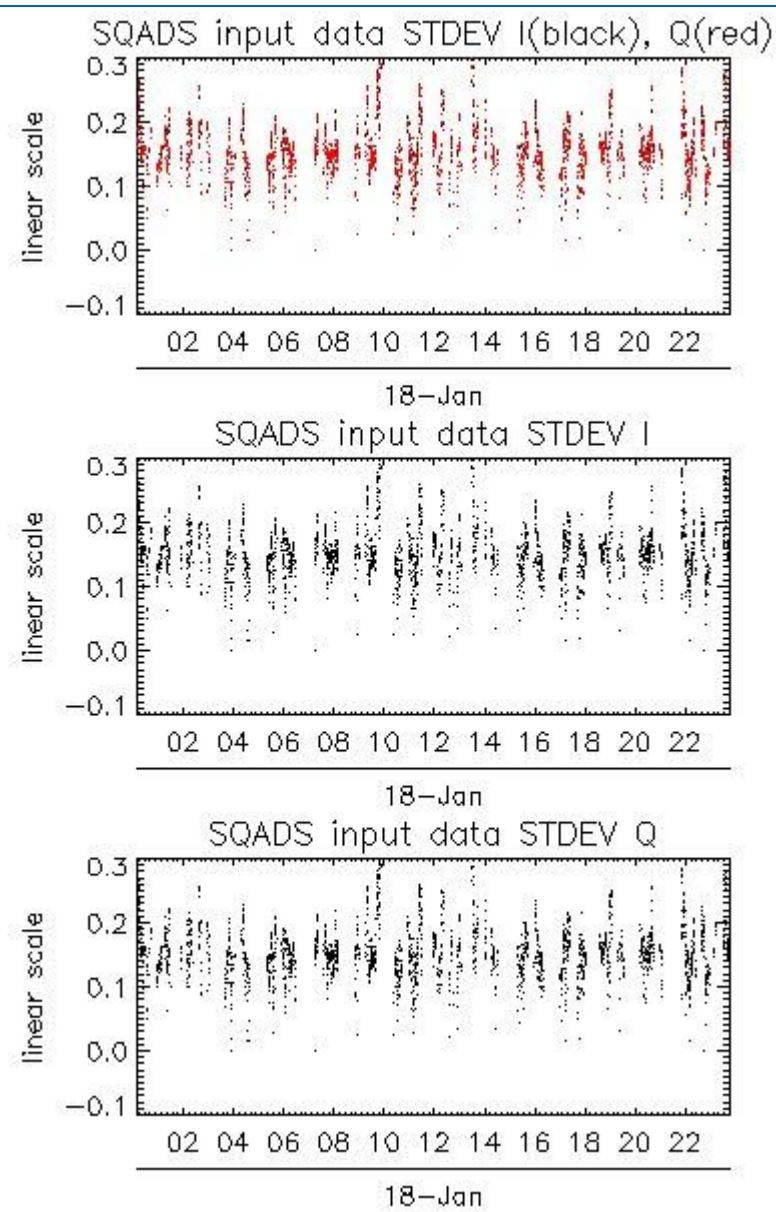 SQADS input data STDEV I(black), Q(red)
0.3
0.2
0.1
0.0
−0.1
linear scale
02 04 06 08 10 12 14 16 18 20 22
18−Jan
SQADS input data STDEV I
0.3
0.2
0.1
0.0
−0.1
linear scale
02 04 06 08 10 12 14 16 18 20 22
18−Jan
SQADS input data STDEV Q
0.3
0.2
0.1
0.0
−0.1
linear scale
02 04 06 08 10 12 14 16 18 20 22
18−Jan